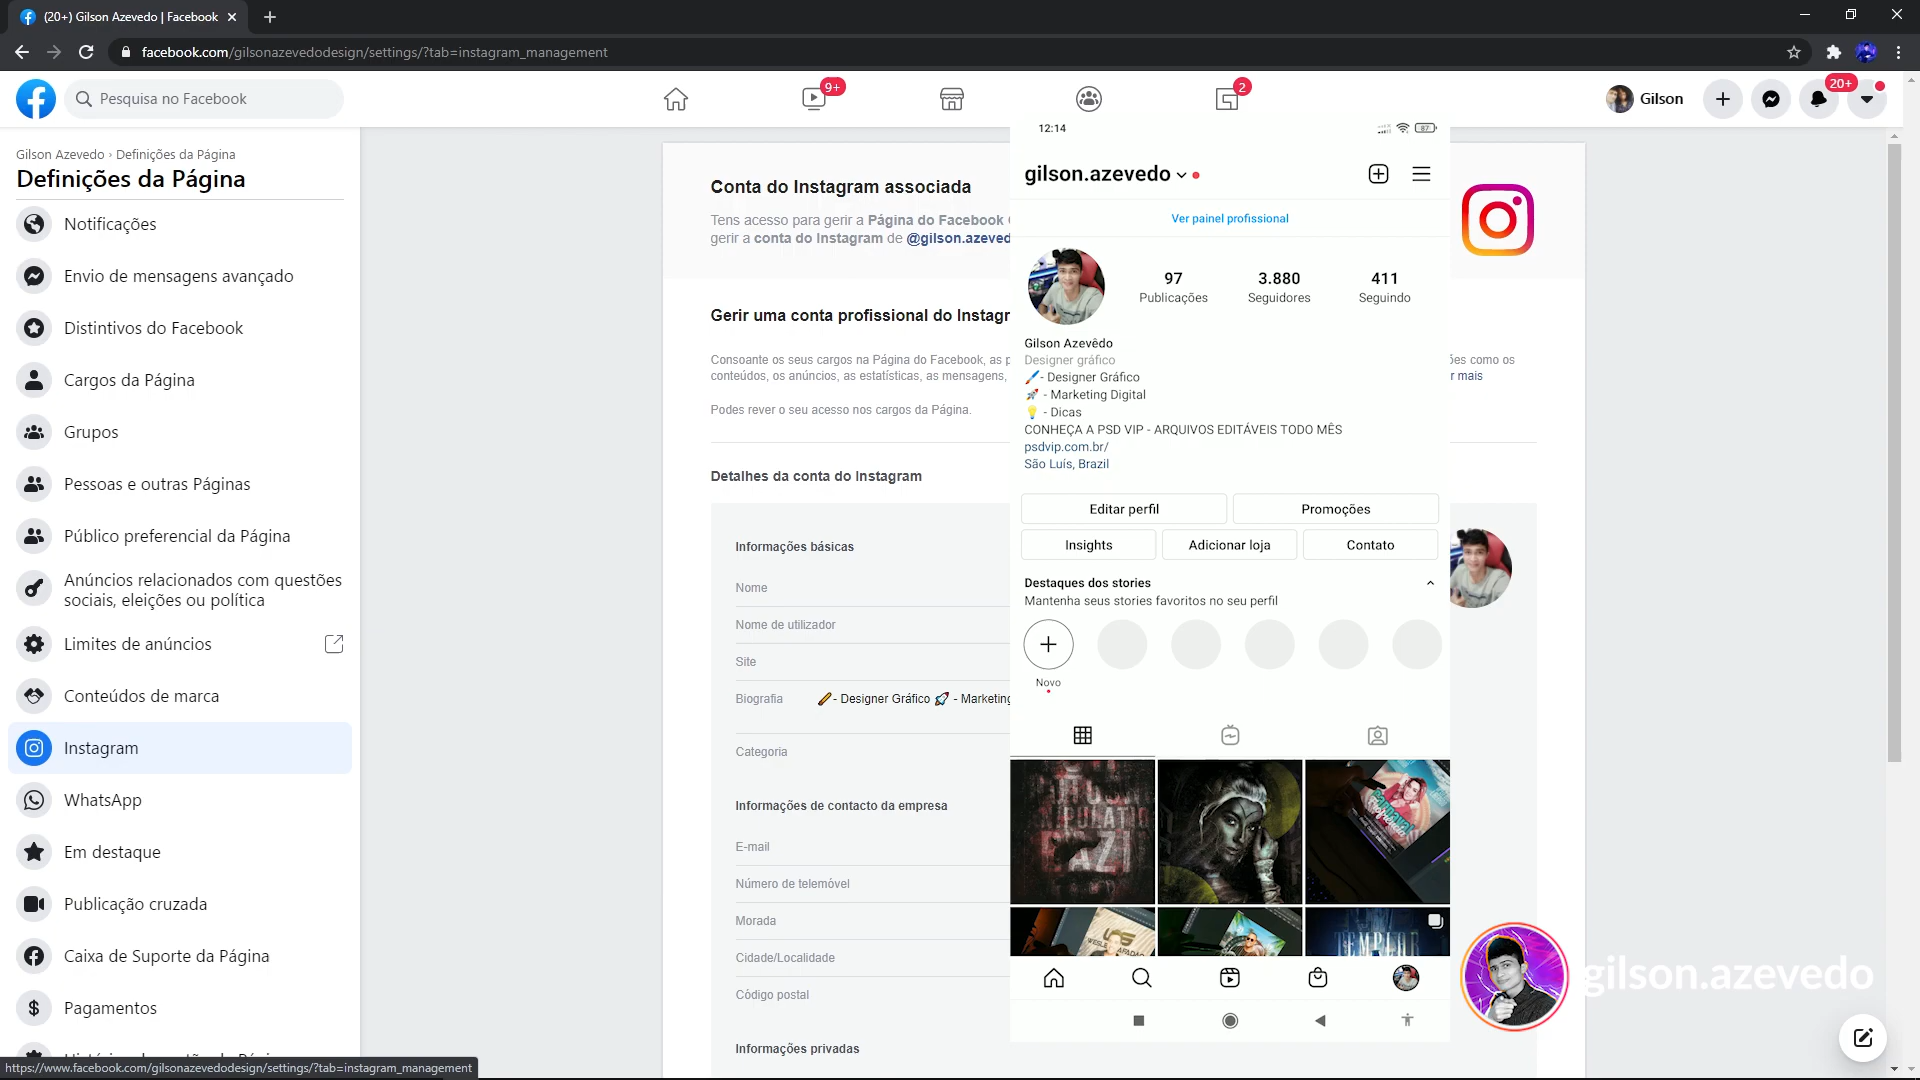 (20+) Gilson Azevedo | Facebook
facebook.com/gilsonazevedodesign/settings/?tab=instagram_management
Pesquisa no Facebook
9+
2
Gilson
20+
Gilson Azevedo › Definições da Página
Definições da Página
Notificações
Envio de mensagens avançado
Distintivos do Facebook
Cargos da Página
Grupos
Pessoas e outras Páginas
Público preferencial da Página
Anúncios relacionados com questões
sociais, eleições ou política
Limites de anúncios
Conteúdos de marca
Instagram
WhatsApp
Em destaque
Publicação cruzada
Caixa de Suporte da Página
Pagamentos
https://www.facebook.com/gilsonazevedodesign/settings/?tab=instagram_management
Conta do Instagram associada
Tens acesso para gerir a Página do Facebook
gerir a conta do Instagram de @gilson.azeved
Gerir uma conta profissional do Instagr
Consoante os seus cargos na Página do Facebook, as p
ões como os
conteúdos, os anúncios, as estatísticas, as mensagens,
r mais
Podes rever o seu acesso nos cargos da Página.
Detalhes da conta do Instagram
Informações básicas
Nome
Nome de utilizador
Site
Biografia - Designer Gráfico 🚀 - Marketing
Categoria
Informações de contacto da empresa
E-mail
Número de telemóvel
Morada
Cidade/Localidade
Código postal
Informações privadas
12:14
87
gilson.azevedo
Ver painel profissional
97 3.880 411
Publicações Seguidores Seguindo
Gilson Azevêdo
Designer gráfico
🖌️- Designer Gráfico
🚀 - Marketing Digital
💡 - Dicas
CONHEÇA A PSD VIP - ARQUIVOS EDITÁVEIS TODO MÊS
psdvip.com.br/
São Luís, Brazil
Editar perfil Promoções
Insights Adicionar loja Contato
Destaques dos stories
Mantenha seus stories favoritos no seu perfil
Novo
gilson.azevedo